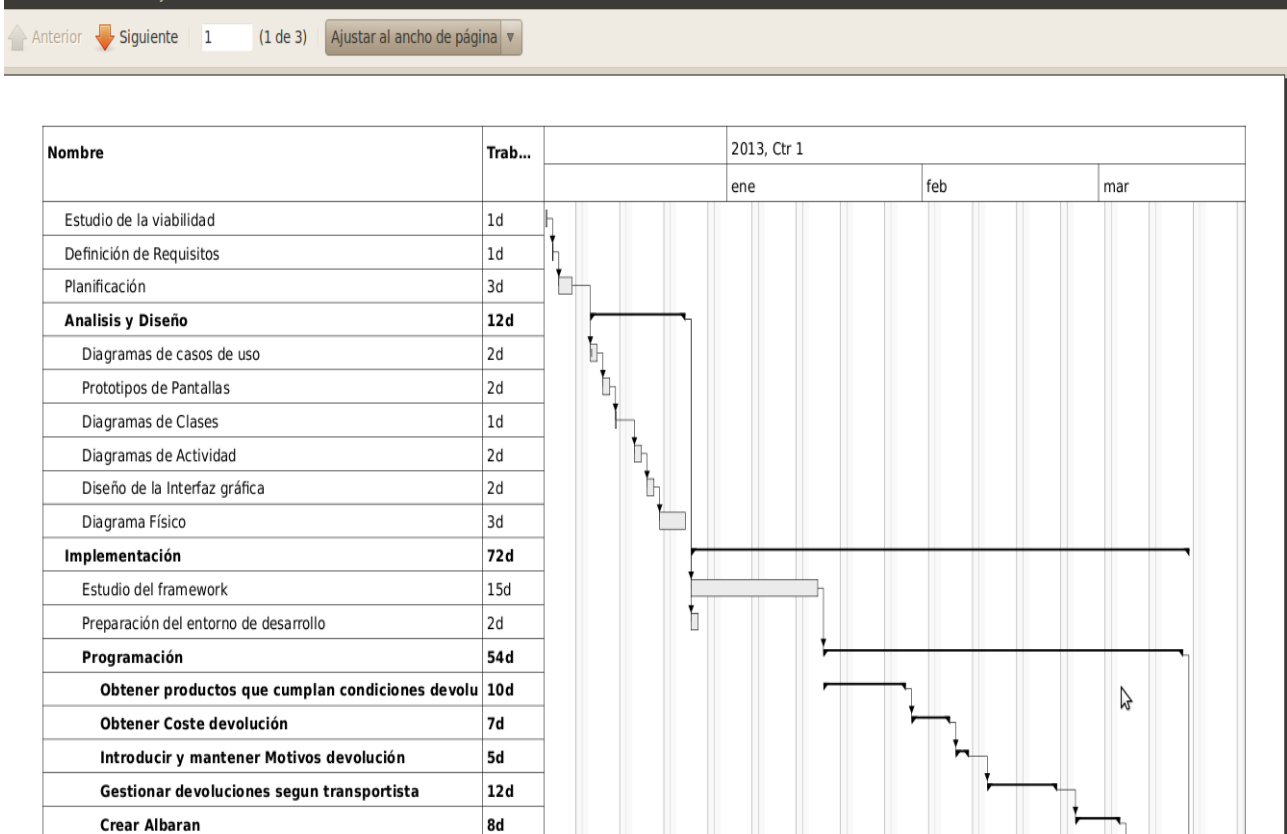 Anterior Siguiente 1 (1 de 3) Ajustar al ancho de página
Nombre Trab... 2013, Ctr 1
ene feb mar
Estudio de la viabilidad 1d
Definición de Requisitos 1d
Planificación 3d
Analisis y Diseño 12d
Diagramas de casos de uso 2d
Prototipos de Pantallas 2d
Diagramas de Clases 1d
Diagramas de Actividad 2d
Diseño de la Interfaz gráfica 2d
Diagrama Físico 3d
Implementación 72d
Estudio del framework 15d
Preparación del entorno de desarrollo 2d
Programación 54d
Obtener productos que cumplan condiciones devolu 10d
Obtener Coste devolución 7d
Introducir y mantener Motivos devolución 5d
Gestionar devoluciones segun transportista 12d
Crear Albaran 8d